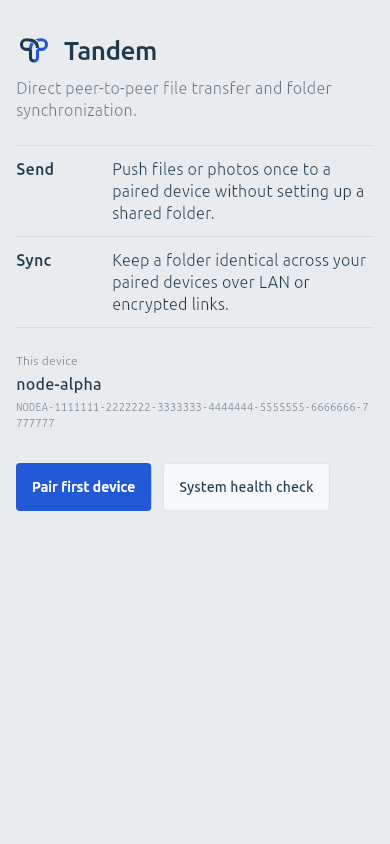 Tandem
Direct peer-to-peer file transfer and folder
synchronization.
Send
Push files or photos once to a
paired device without setting up a
shared folder.
Sync
Keep a folder identical across your
paired devices over LAN or
encrypted links.
This device
node-alpha
NODEA-1111111-2222222-3333333-4444444-5555555-6666666-7
777777
Pair first device
System health check